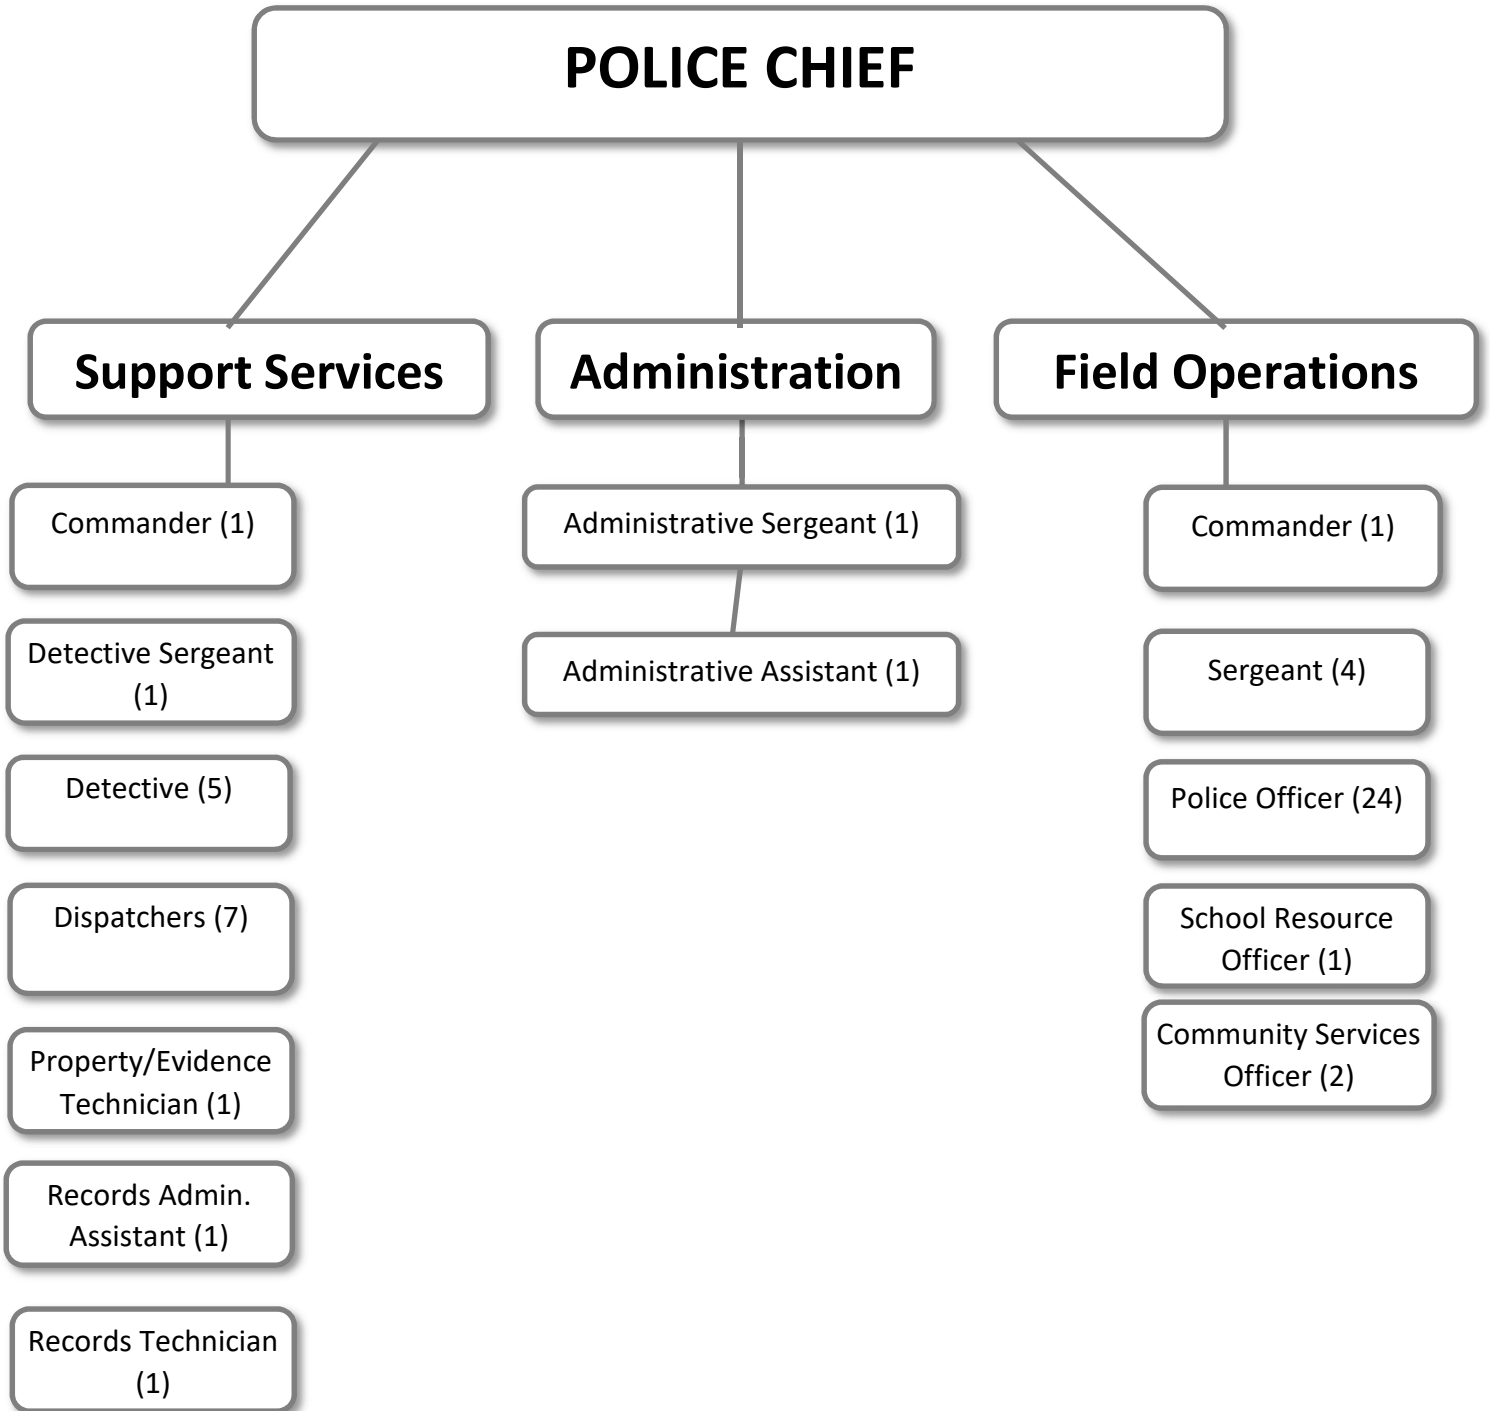 POLICE CHIEF
Support Services
Administration
Field Operations
Commander (1)
Detective Sergeant
(1)
Detective (5)
Dispatchers (7)
Property/Evidence
Technician (1)
Records Admin.
Assistant (1)
Records Technician
(1)
Administrative Sergeant (1)
Administrative Assistant (1)
Commander (1)
Sergeant (4)
Police Officer (24)
School Resource
Officer (1)
Community Services
Officer (2)